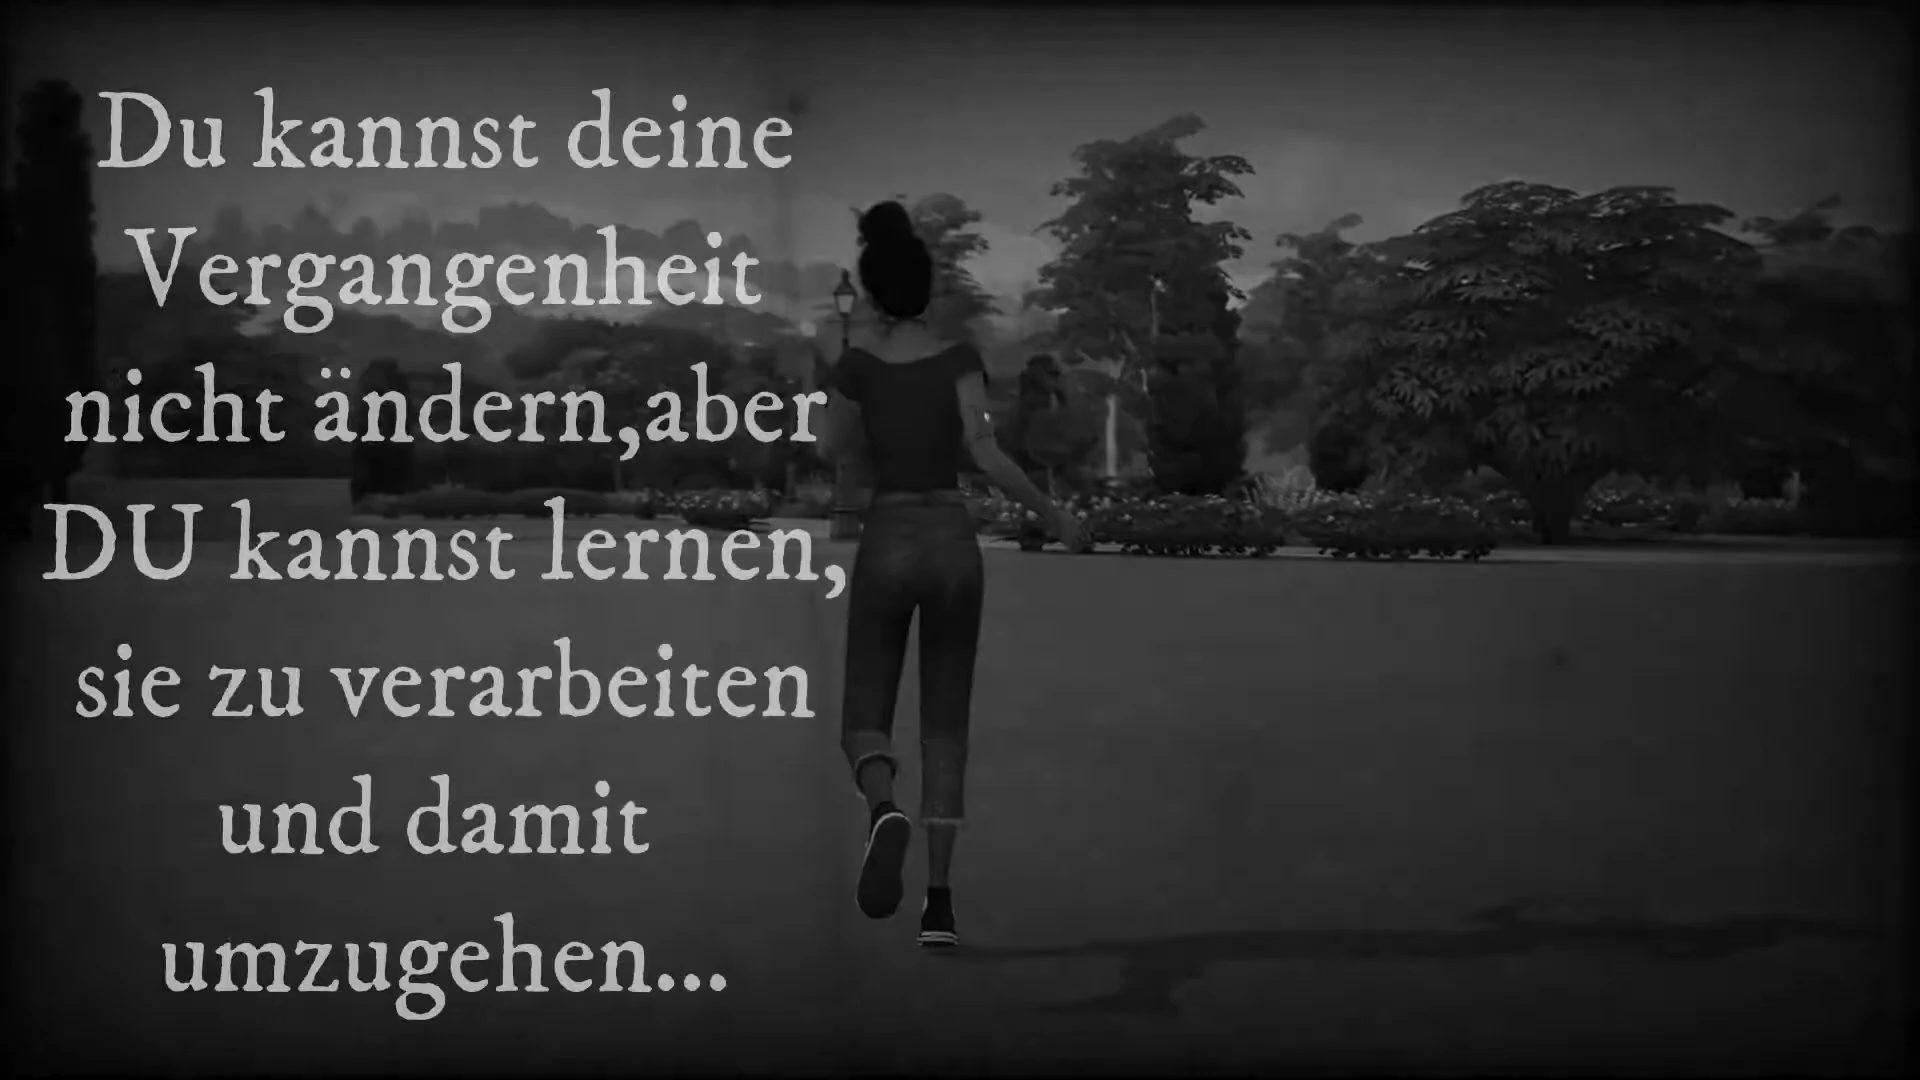 Du kannst deine
Vergangenheit
nicht ändern,aber
DU kannst lernen,
sie zu verarbeiten
und damit
umzugehen...